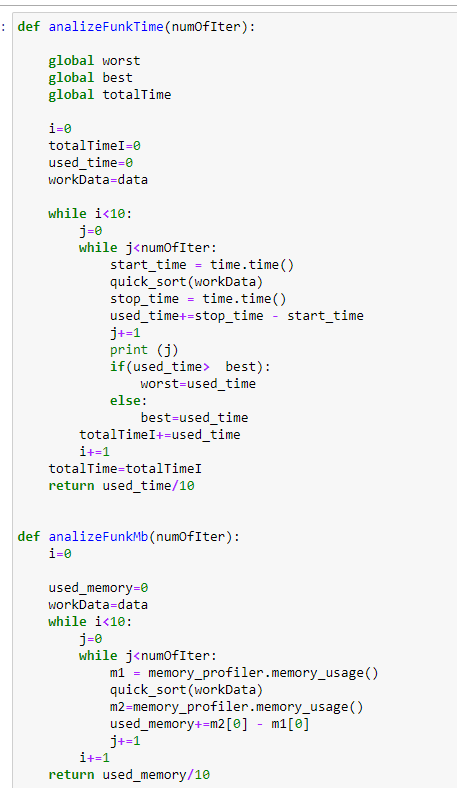 : def analizeFunkTime(numOfIter):
    global worst
    global best
    global totalTime
    i=0
    totalTimeI=0
    used_time=0
    workData=data
    while i<10:
        j=0
        while j<numOfIter:
            start_time = time.time()
            quick_sort(workData)
            stop_time = time.time()
            used_time+=stop_time - start_time
            j+=1
            print (j)
            if(used_time>  best):
                worst=used_time
            else:
                best=used_time
        totalTimeI+=used_time
        i+=1
    totalTime=totalTimeI
    return used_time/10
def analizeFunkMb(numOfIter):
    i=0
    used_memory=0
    workData=data
    while i<10:
        j=0
        while j<numOfIter:
            m1 = memory_profiler.memory_usage()
            quick_sort(workData)
            m2=memory_profiler.memory_usage()
            used_memory+=m2[0] - m1[0]
            j+=1
        i+=1
    return used_memory/10